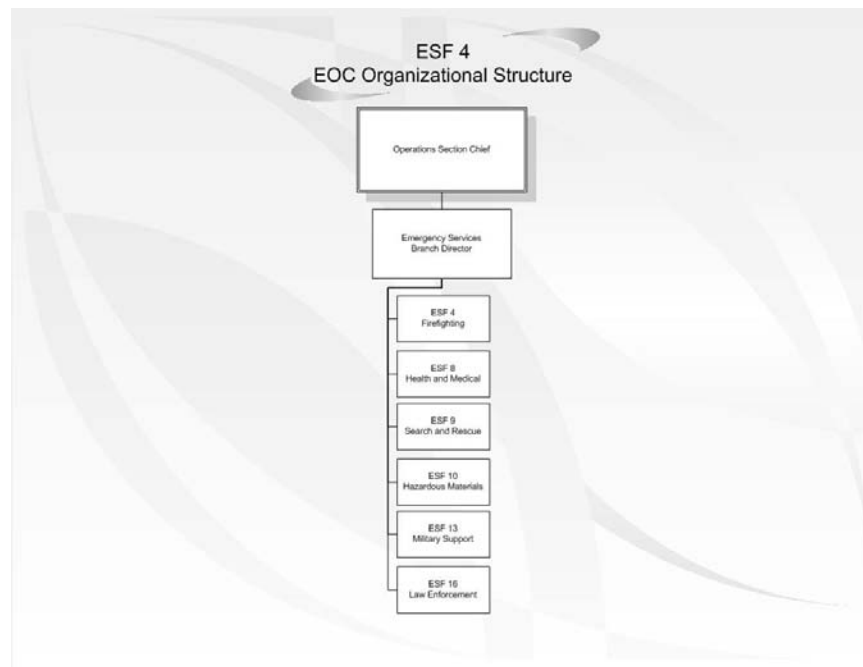 ESF 4
EOC Organizational Structure
Operations Section Chief
Emergency Services
Branch Director
ESF 4
Firefighting
ESF 8
Health and Medical
ESF 9
Search and Rescue
ESF 10
Hazardous Materials
ESF 13
Military Support
ESF 16
Law Enforcement